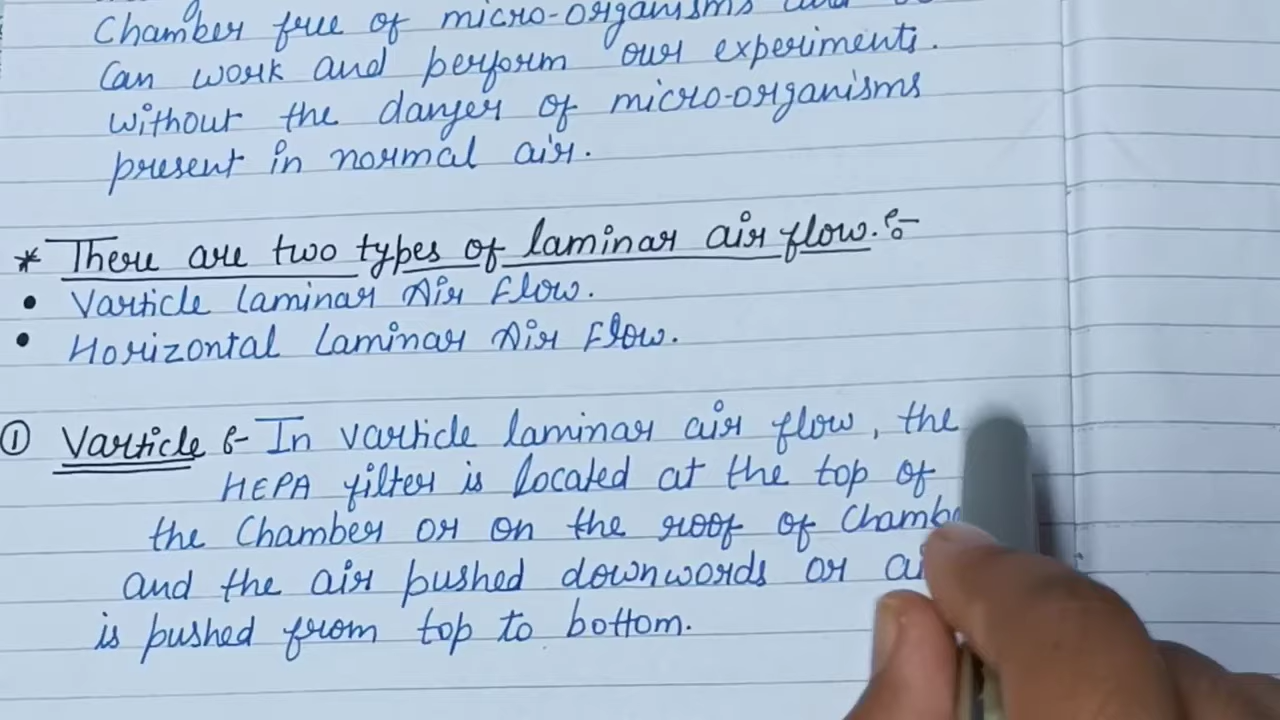 Chamber free of micro-organisms and
Can work and perform our experiments.
without the danger of micro-organisms
present in normal air.
* There are two types of laminar air flow.:-
• Varticle Laminar Air Flow.
• Horizontal Laminar Air Flow.
① Varticle :- In varticle laminar air flow, the
HEPA filter is located at the top of
the Chamber or on the roof of
and the air pushed downwords or
is pushed from top to bottom.